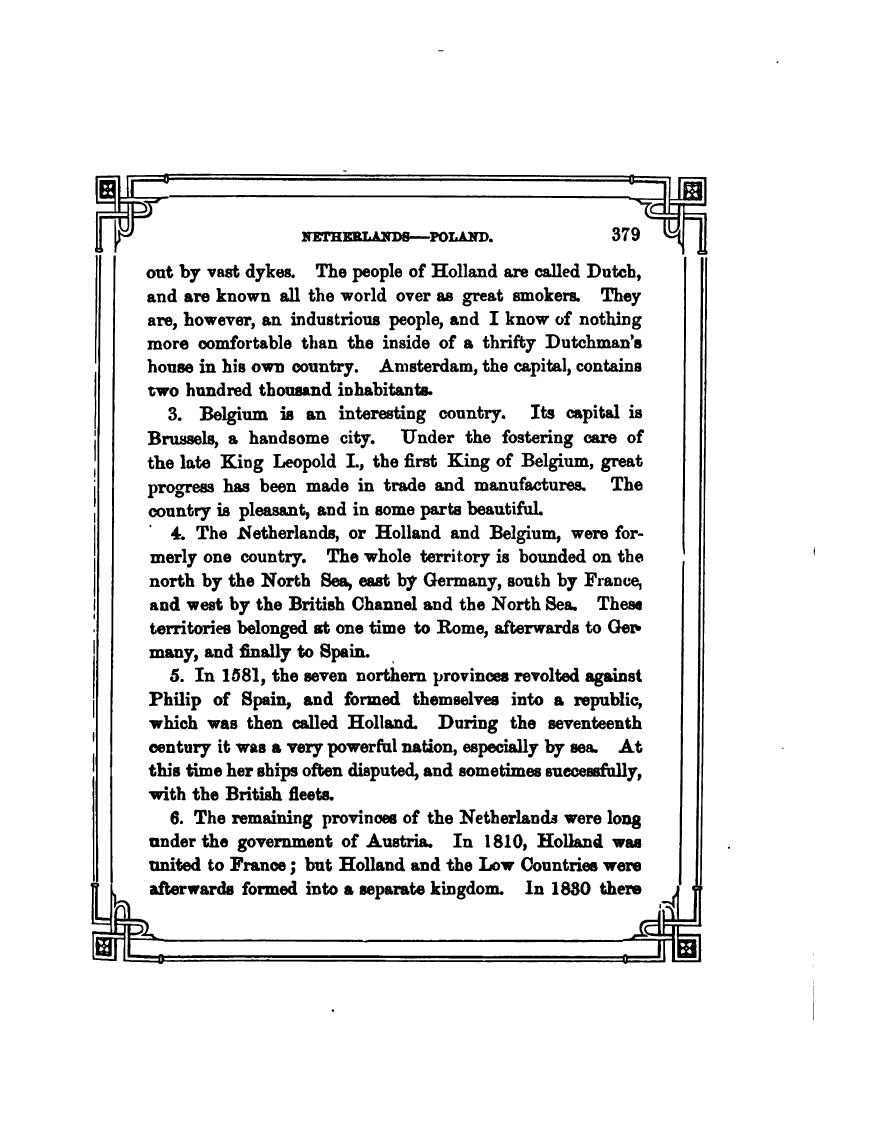 NETHERLANDS—POLAND. 379
out by vast dykes. The people of Holland are called Dutch,
and are known all the world over as great smokers. They
are, however, an industrious people, and I know of nothing
more comfortable than the inside of a thrifty Dutchman's
house in his own country. Amsterdam, the capital, contains
two hundred thousand inhabitants.
3. Belgium is an interesting country. Its capital is
Brussels, a handsome city. Under the fostering care of
the late King Leopold I., the first King of Belgium, great
progress has been made in trade and manufactures. The
country is pleasant, and in some parts beautiful.
4. The Netherlands, or Holland and Belgium, were for-
merly one country. The whole territory is bounded on the
north by the North Sea, east by Germany, south by France,
and west by the British Channel and the North Sea. These
territories belonged at one time to Rome, afterwards to Ger-
many, and finally to Spain.
5. In 1581, the seven northern provinces revolted against
Philip of Spain, and formed themselves into a republic,
which was then called Holland. During the seventeenth
century it was a very powerful nation, especially by sea. At
this time her ships often disputed, and sometimes successfully,
with the British fleets.
6. The remaining provinces of the Netherlands were long
under the government of Austria. In 1810, Holland was
united to France; but Holland and the Low Countries were
afterwards formed into a separate kingdom. In 1830 there